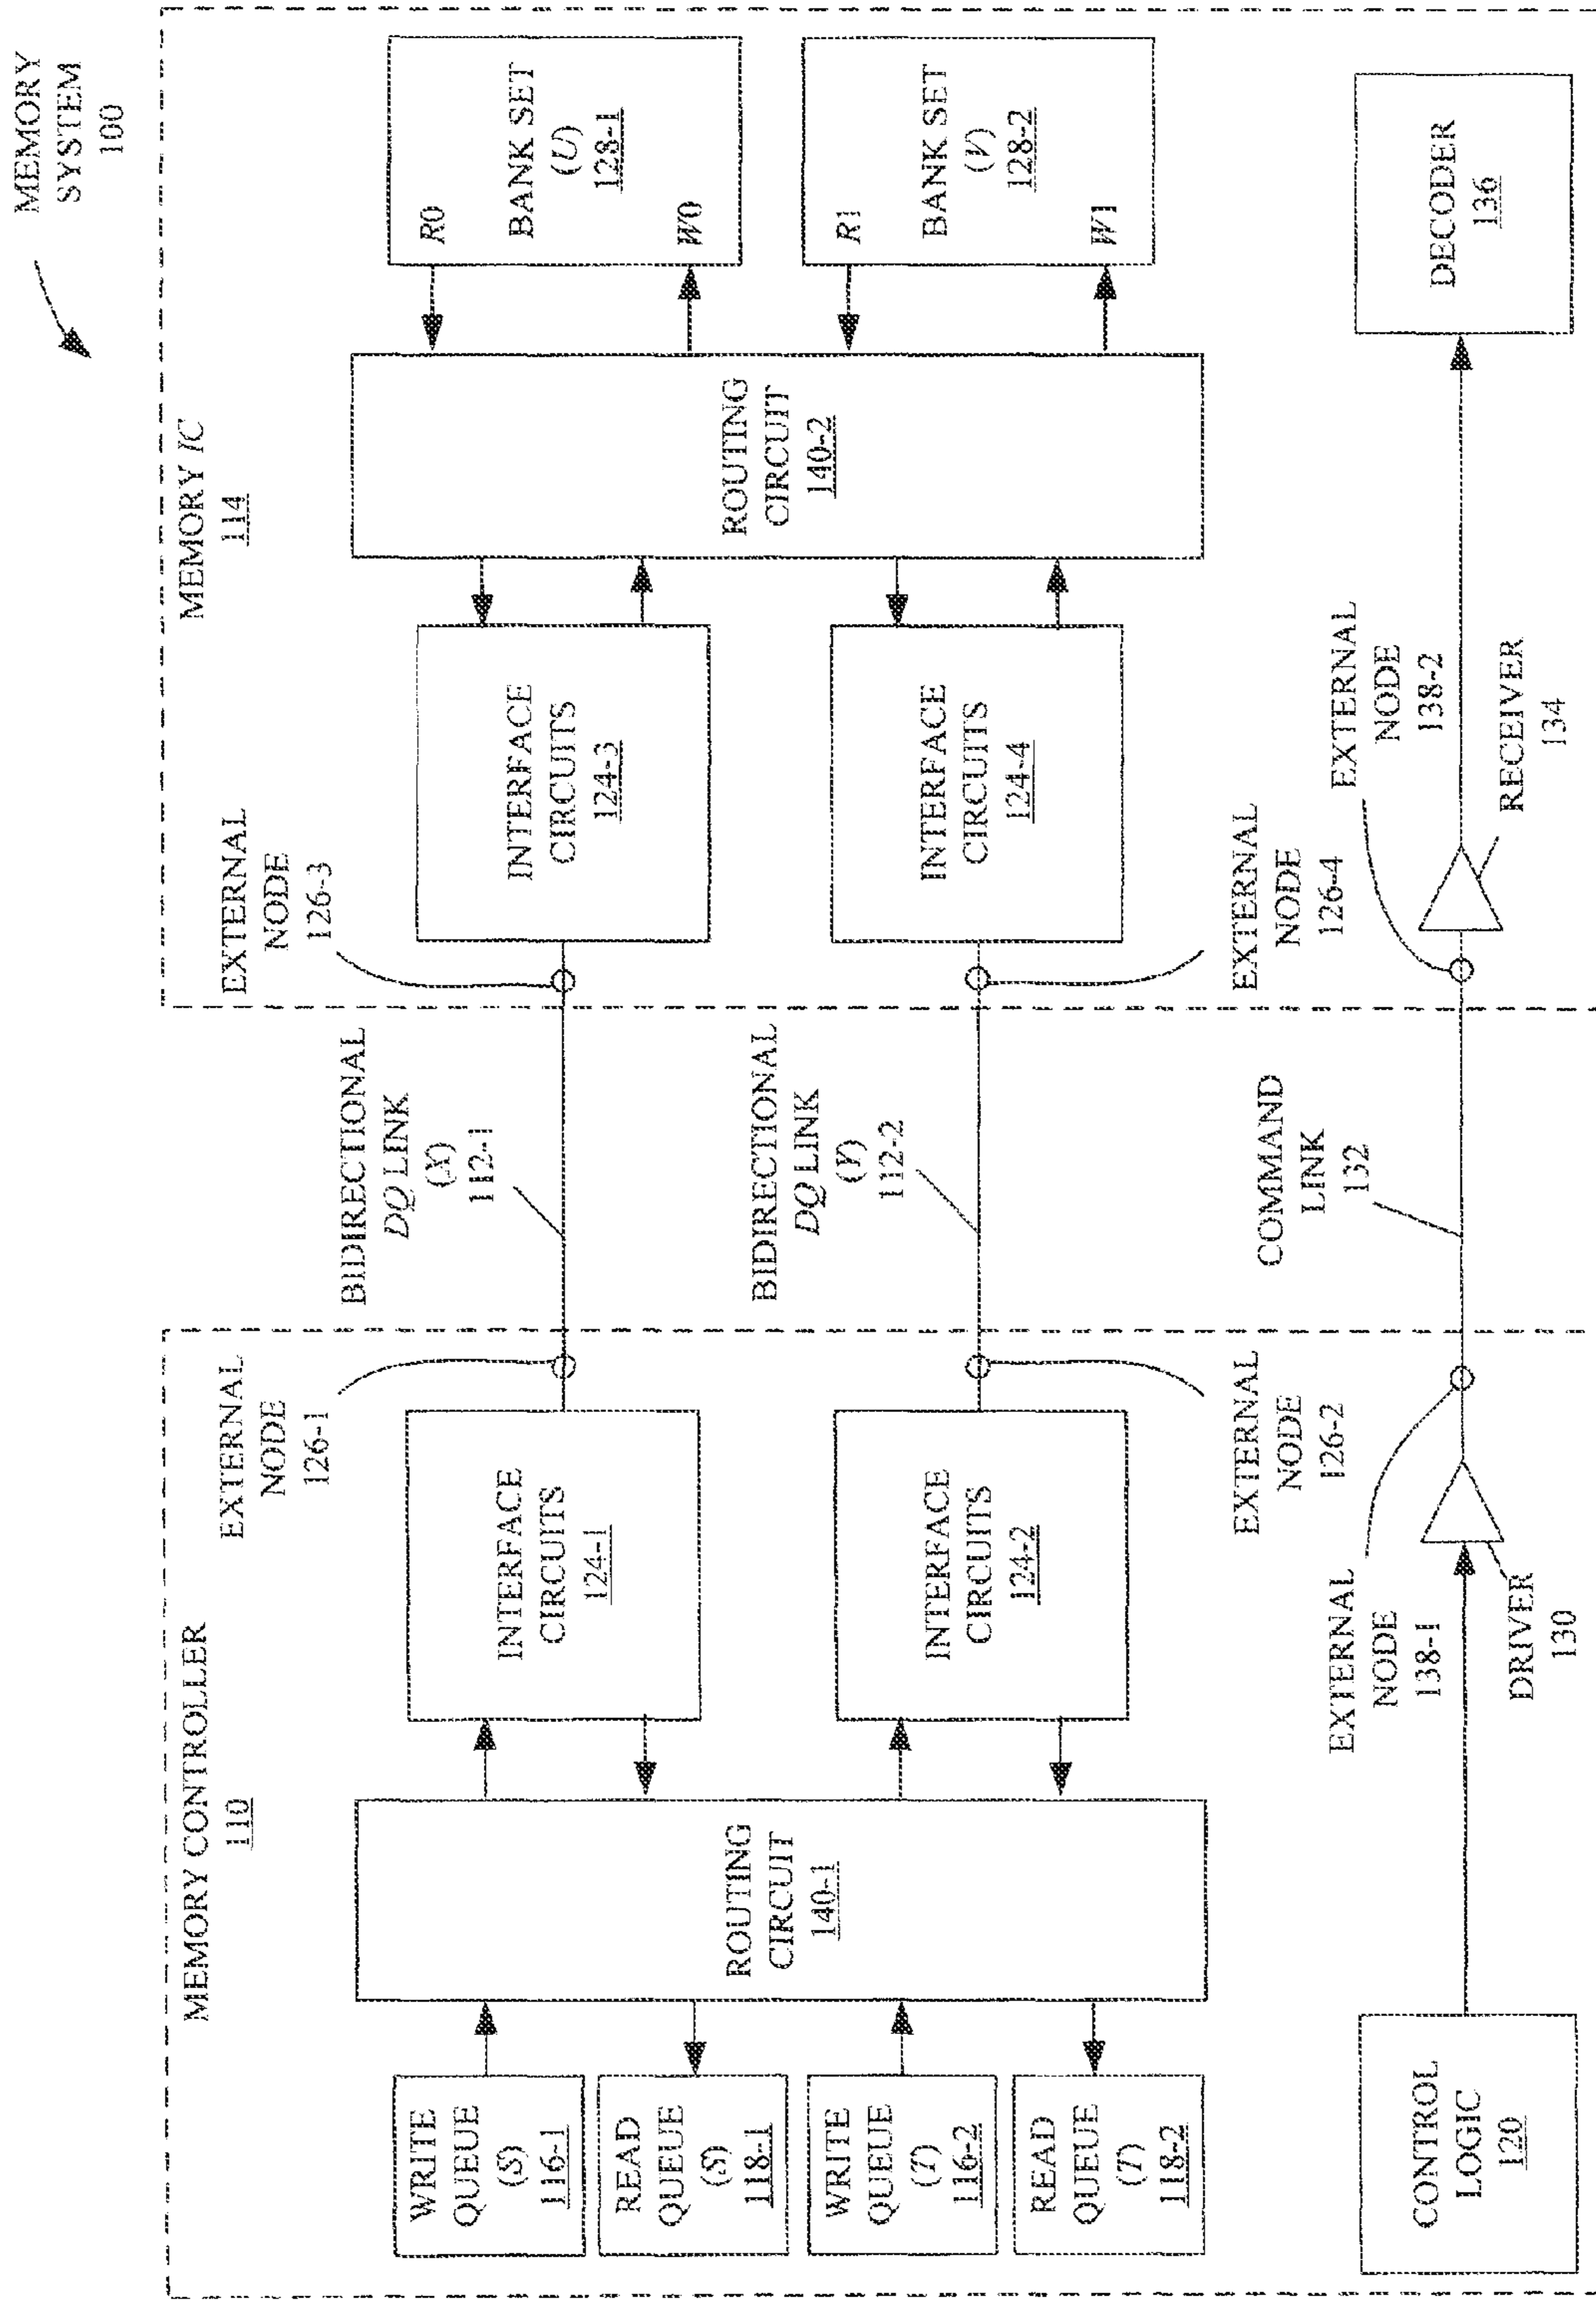 MEMORY
SYSTEM
100
MEMORY CONTROLLER
110
MEMORY IC
114
WRITE
QUEUE
(S)
116-1
READ
QUEUE
(S)
118-1
WRITE
QUEUE
(T)
116-2
READ
QUEUE
(T)
118-2
ROUTING
CIRCUIT
140-1
INTERFACE
CIRCUITS
124-1
INTERFACE
CIRCUITS
124-2
EXTERNAL
NODE
126-1
EXTERNAL
NODE
126-2
BIDIRECTIONAL
DQ LINK
(X)
112-1
BIDIRECTIONAL
DQ LINK
(Y)
112-2
EXTERNAL
NODE
126-3
EXTERNAL
NODE
126-4
INTERFACE
CIRCUITS
124-3
INTERFACE
CIRCUITS
124-4
ROUTING
CIRCUIT
140-2
R0
BANK SET
(U)
128-1
W0
R1
BANK SET
(V)
128-2
W1
CONTROL
LOGIC
120
EXTERNAL
NODE
138-1
DRIVER
130
COMMAND
LINK
132
EXTERNAL
NODE
138-2
RECEIVER
134
DECODER
136